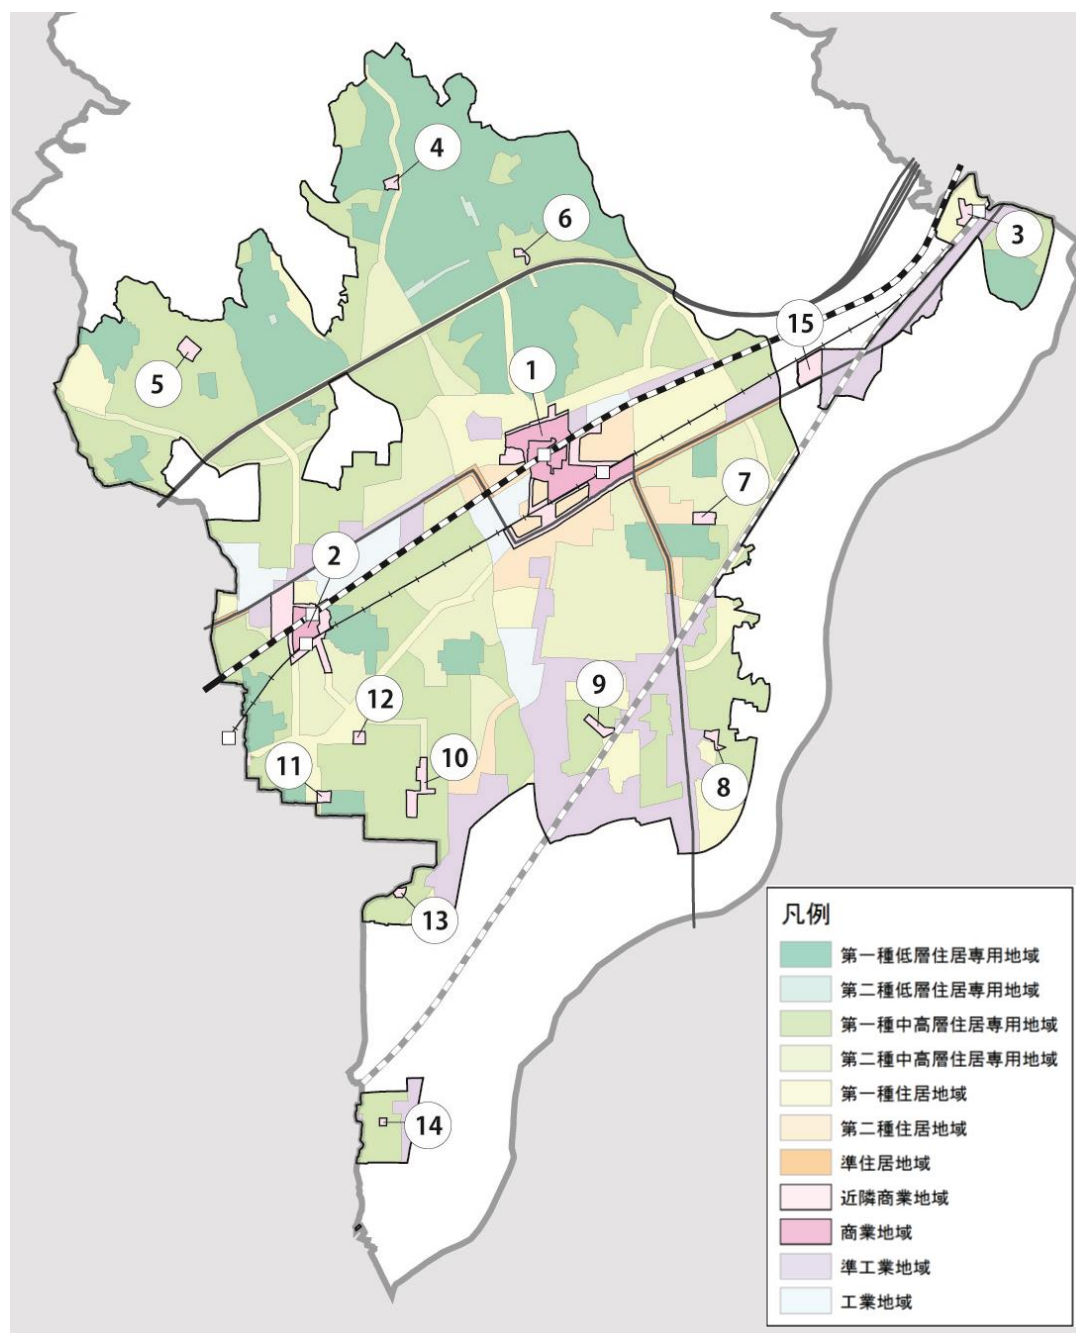 4
6
3
15
1
5
7
2
9
12
10
11
8
13
14
凡例
第一種低層住居専用地域
第二種低層住居専用地域
第一種中高層住居専用地域
第二種中高層住居専用地域
第一種住居地域
第二種住居地域
準住居地域
近隣商業地域
商業地域
準工業地域
工業地域